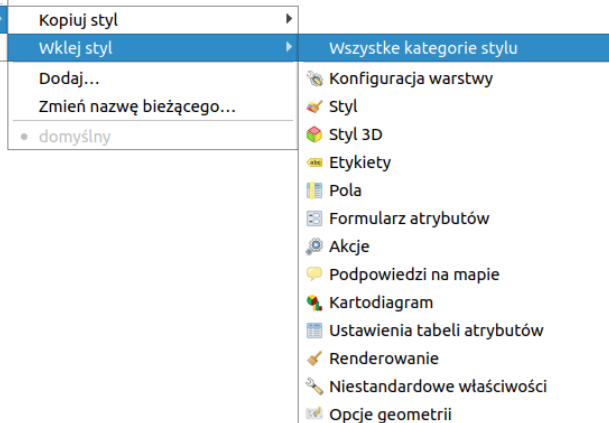 Kopiuj styl
Wklej styl
Dodaj...
Zmień nazwę bieżącego...
domyślny
Wszystke kategorie stylu
Konfiguracja warstwy
Styl
Styl 3D
abc Etykiety
Pola
Formularz atrybutów
Akcje
Podpowiedzi na mapie
Kartodiagram
Ustawienia tabeli atrybutów
Renderowanie
Niestandardowe właściwości
Opcje geometrii